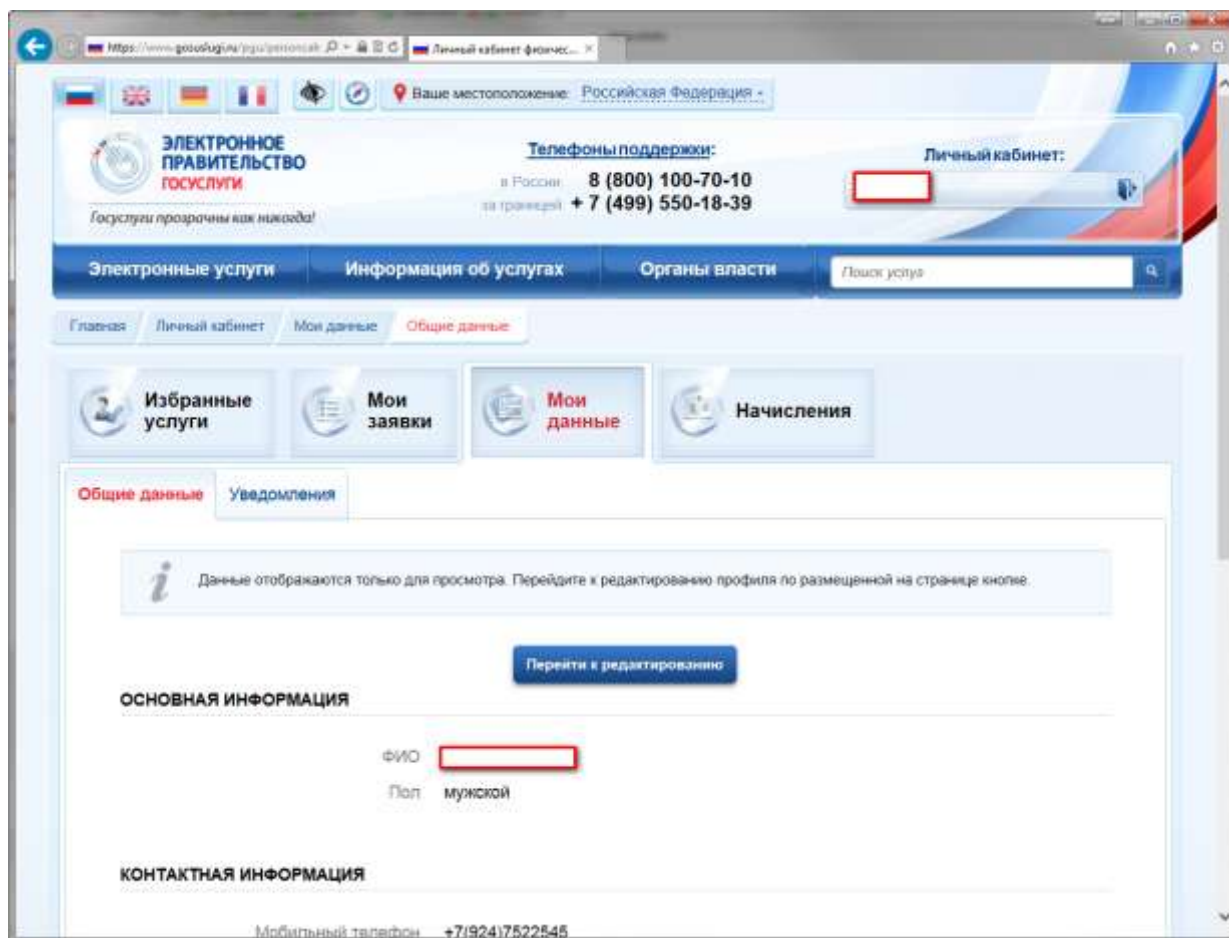 Личный кабинет физичес...
Ваше местоположение: Российская Федерация
ЭЛЕКТРОННОЕ
ПРАВИТЕЛЬСТВО
ГОСУСЛУГИ
Госуслуги прозрачны как никогда!
Телефоны поддержки:
в России: 8 (800) 100-70-10
за границей + 7 (499) 550-18-39
Личный кабинет:
Электронные услуги
Информация об услугах
Органы власти
Поиск услуг
Главная
Личный кабинет
Мои данные
Общие данные
Избранные
услуги
Мои
заявки
Мои
данные
Начисления
Общие данные
Уведомления
Данные отображаются только для просмотра. Перейдите к редактированию профиля по размещенной на странице кнопке.
Перейти к редактированию
ОСНОВНАЯ ИНФОРМАЦИЯ
ФИО
Пол мужской
КОНТАКТНАЯ ИНФОРМАЦИЯ
Мобильный телефон +7(924)7522545